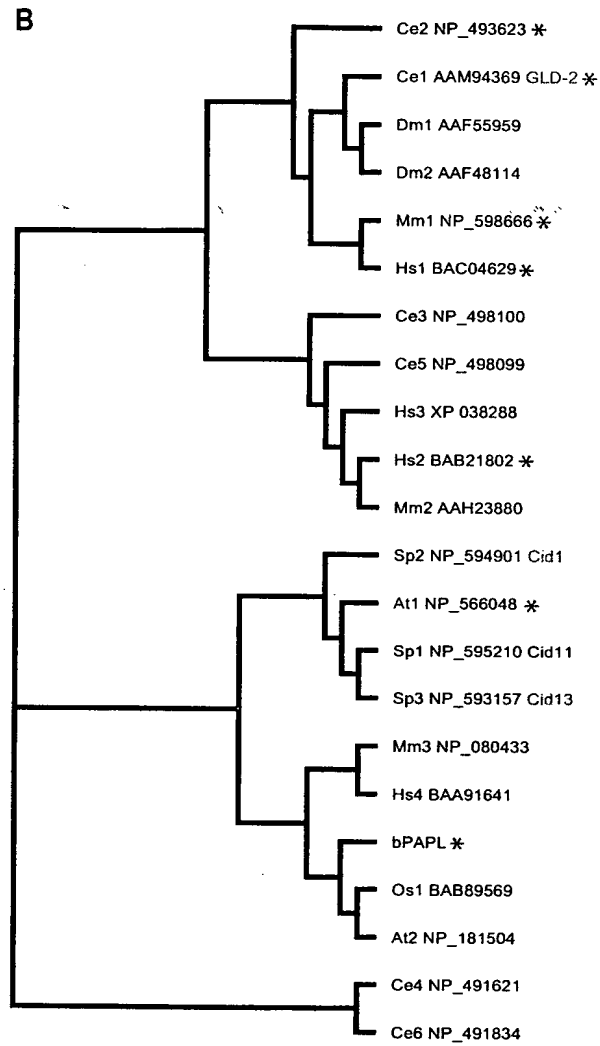 B
Ce2 NP_493623 *
Ce1 AAM94369 GLD-2 *
Dm1 AAF55959
Dm2 AAF48114
Mm1 NP_598666 *
Hs1 BAC04629 *
Ce3 NP_498100
Ce5 NP_498099
Hs3 XP 038288
Hs2 BAB21802 *
Mm2 AAH23880
Sp2 NP_594901 Cid1
At1 NP_566048 *
Sp1 NP_595210 Cid11
Sp3 NP_593157 Cid13
Mm3 NP_080433
Hs4 BAA91641
bPAPL *
Os1 BAB89569
At2 NP_181504
Ce4 NP_491621
Ce6 NP_491834